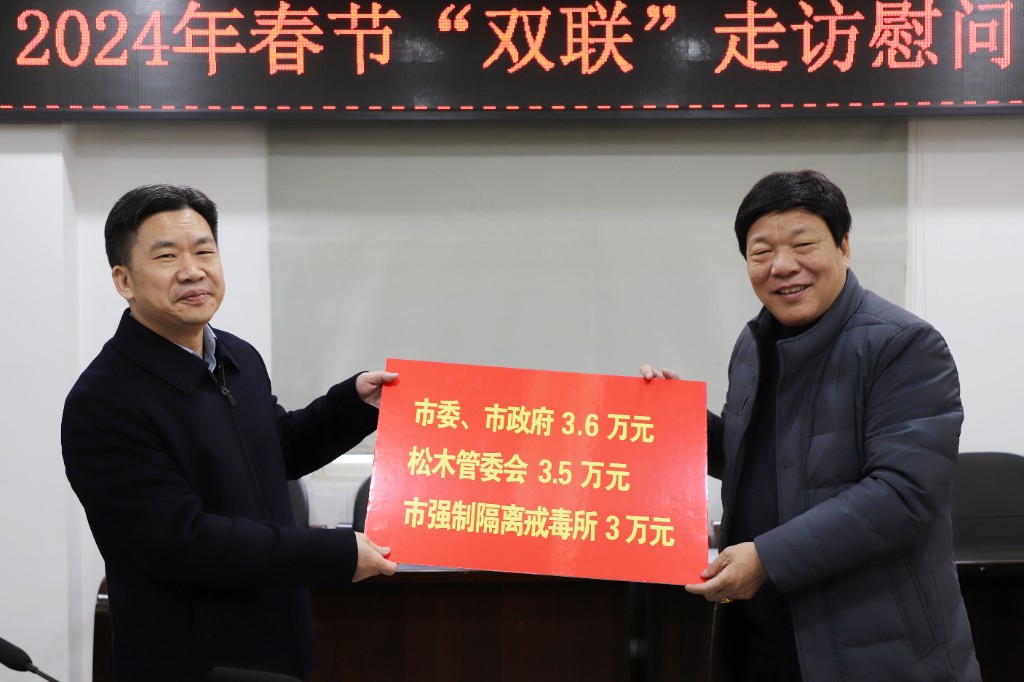 2024年春节“双联”走访慰问
市委、市政府 3.6 万元
松木管委会 3.5 万元
市强制隔离戒毒所 3 万元